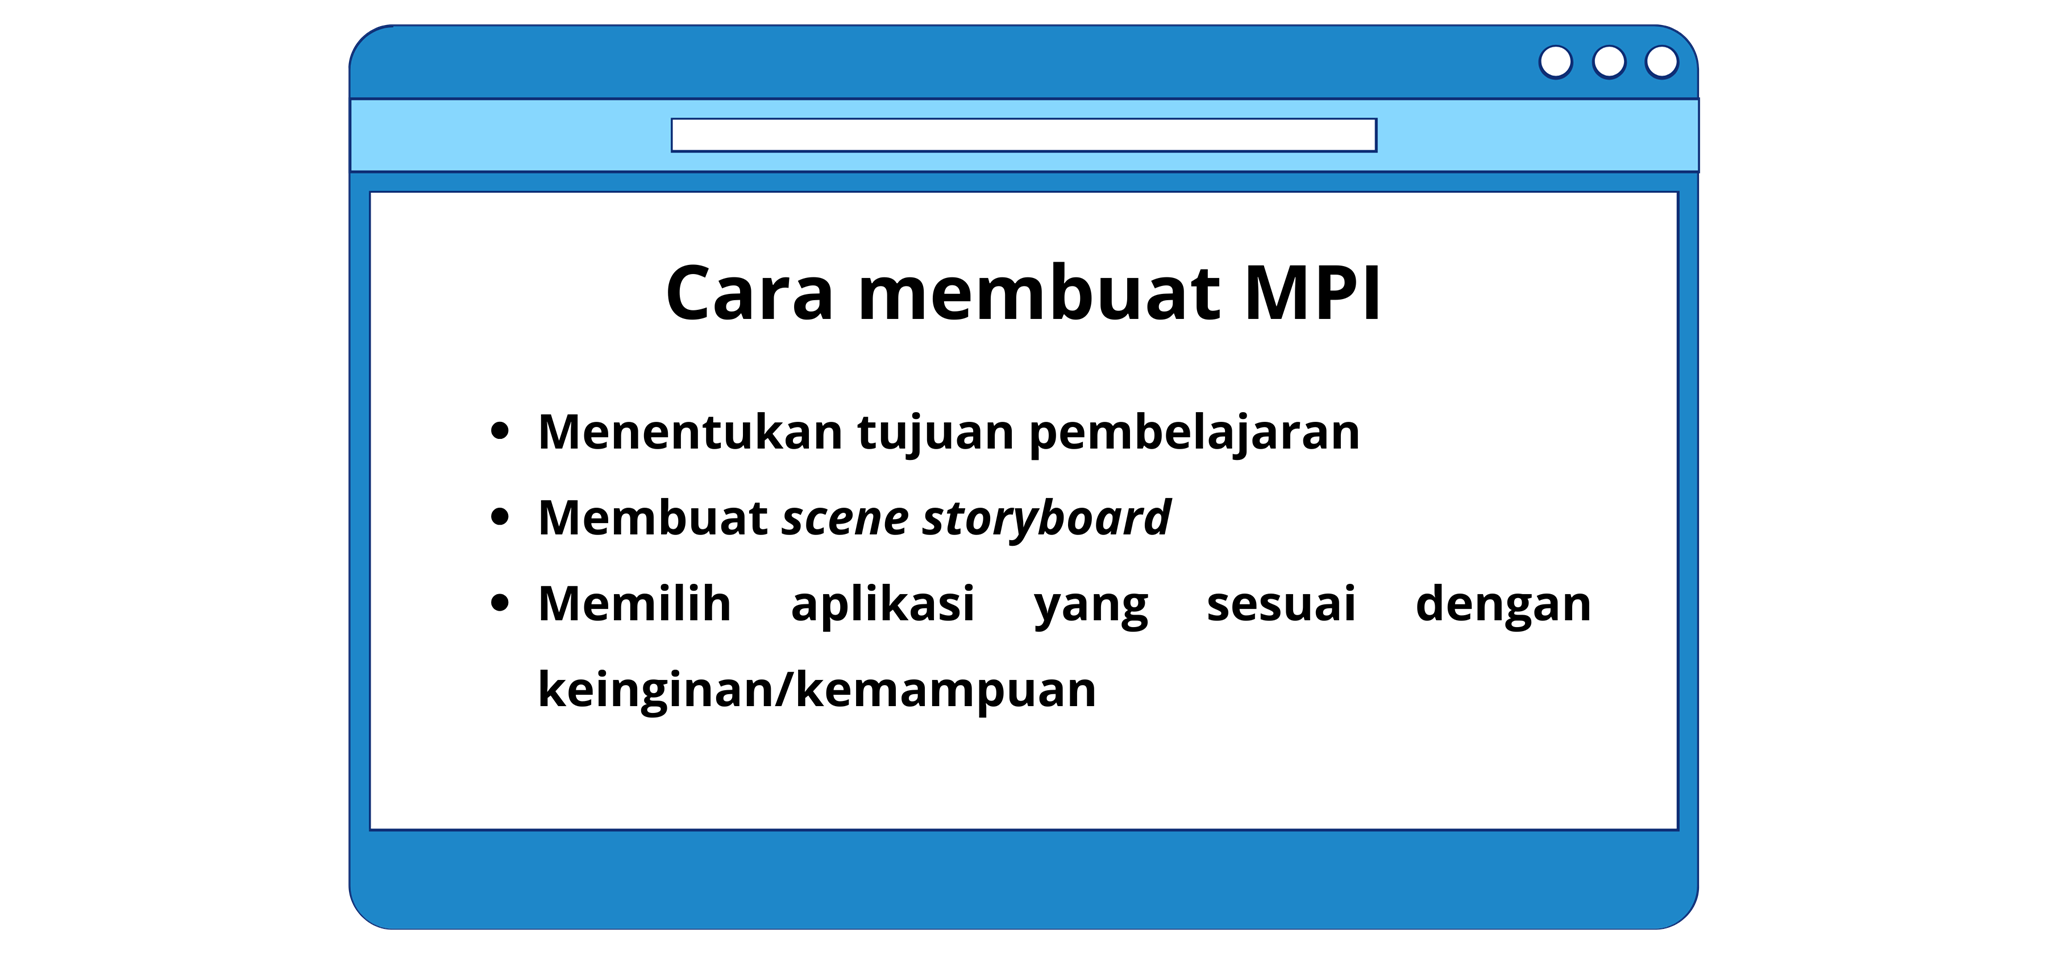 Cara membuat MPI
• Menentukan tujuan pembelajaran
• Membuat scene storyboard
• Memilih aplikasi yang sesuai dengan
keinginan/kemampuan